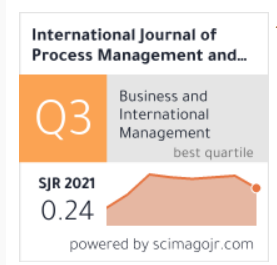 International Journal of
Process Management and...
Q3
Business and
International
Management
best quartile
SJR 2021
0.24
powered by scimagojr.com